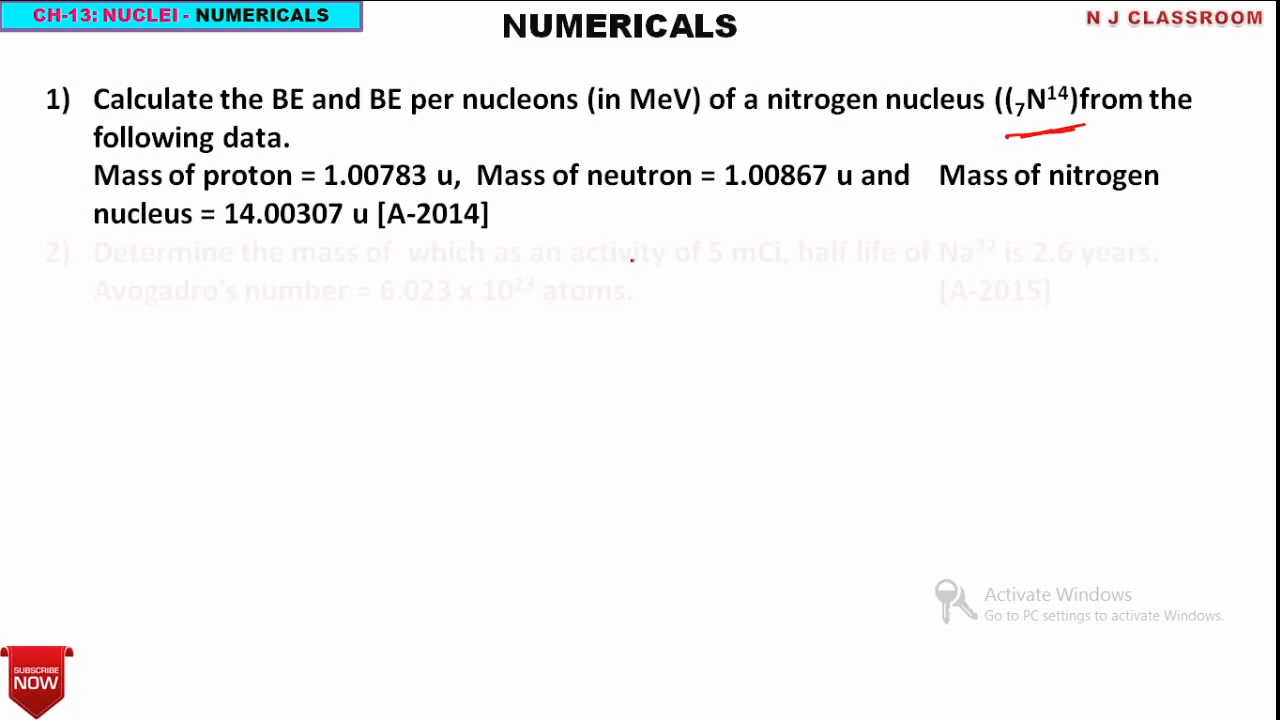 CH-13: NUCLEI - NUMERICALS
NUMERICALS
N J CLASSROOM
1) Calculate the BE and BE per nucleons (in MeV) of a nitrogen nucleus ((₇N¹⁴)from the
following data.
Mass of proton = 1.00783 u, Mass of neutron = 1.00867 u and Mass of nitrogen
nucleus = 14.00307 u [A-2014]
2) Determine the mass of which as an activity of 5 mCi, half life of Na²² is 2.6 years.
Avogadro's number = 6.023 x 10²³ atoms. [A-2015]
Activate Windows
Go to PC settings to activate Windows.
SUBSCRIBE
NOW